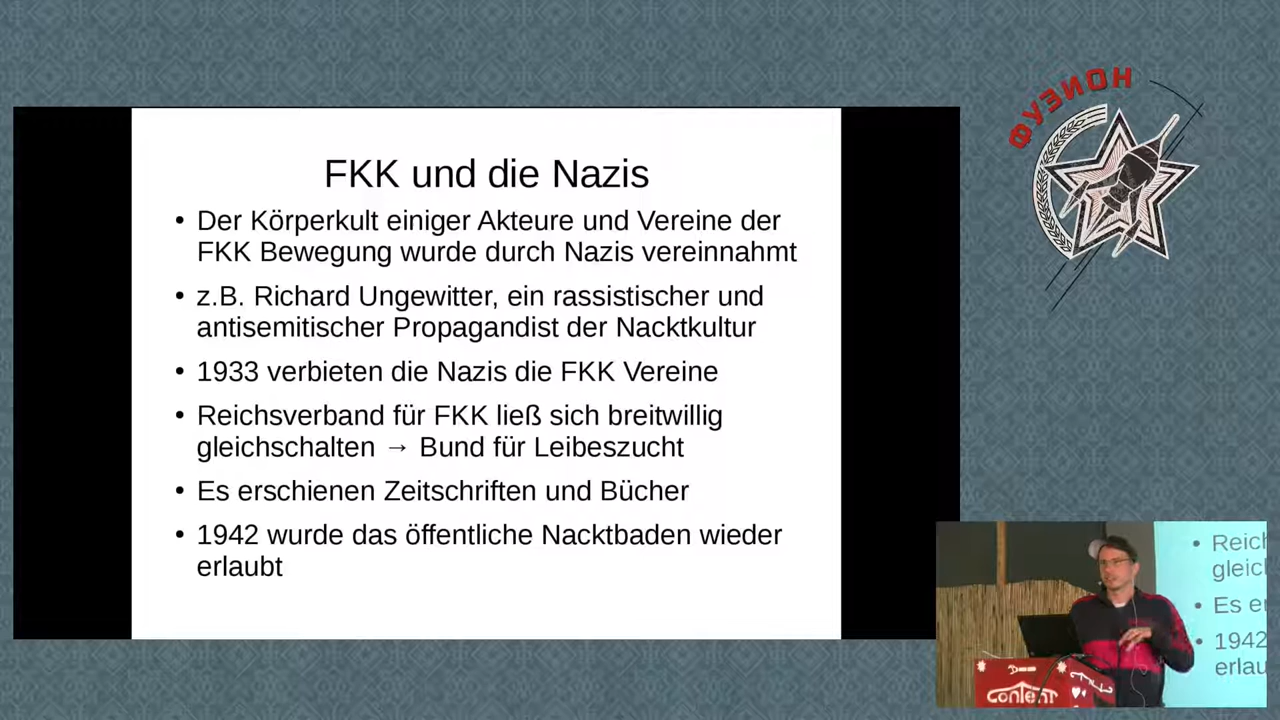 ФУЗИОН
FKK und die Nazis
• Der Körperkult einiger Akteure und Vereine der
FKK Bewegung wurde durch Nazis vereinnahmt
• z.B. Richard Ungewitter, ein rassistischer und
antisemitischer Propagandist der Nacktkultur
• 1933 verbieten die Nazis die FKK Vereine
• Reichsverband für FKK ließ sich breitwillig
gleichschalten → Bund für Leibeszucht
• Es erschienen Zeitschriften und Bücher
• 1942 wurde das öffentliche Nacktbaden wieder
erlaubt
• Reich
gleic
• Es e
• 1942
erlau
content